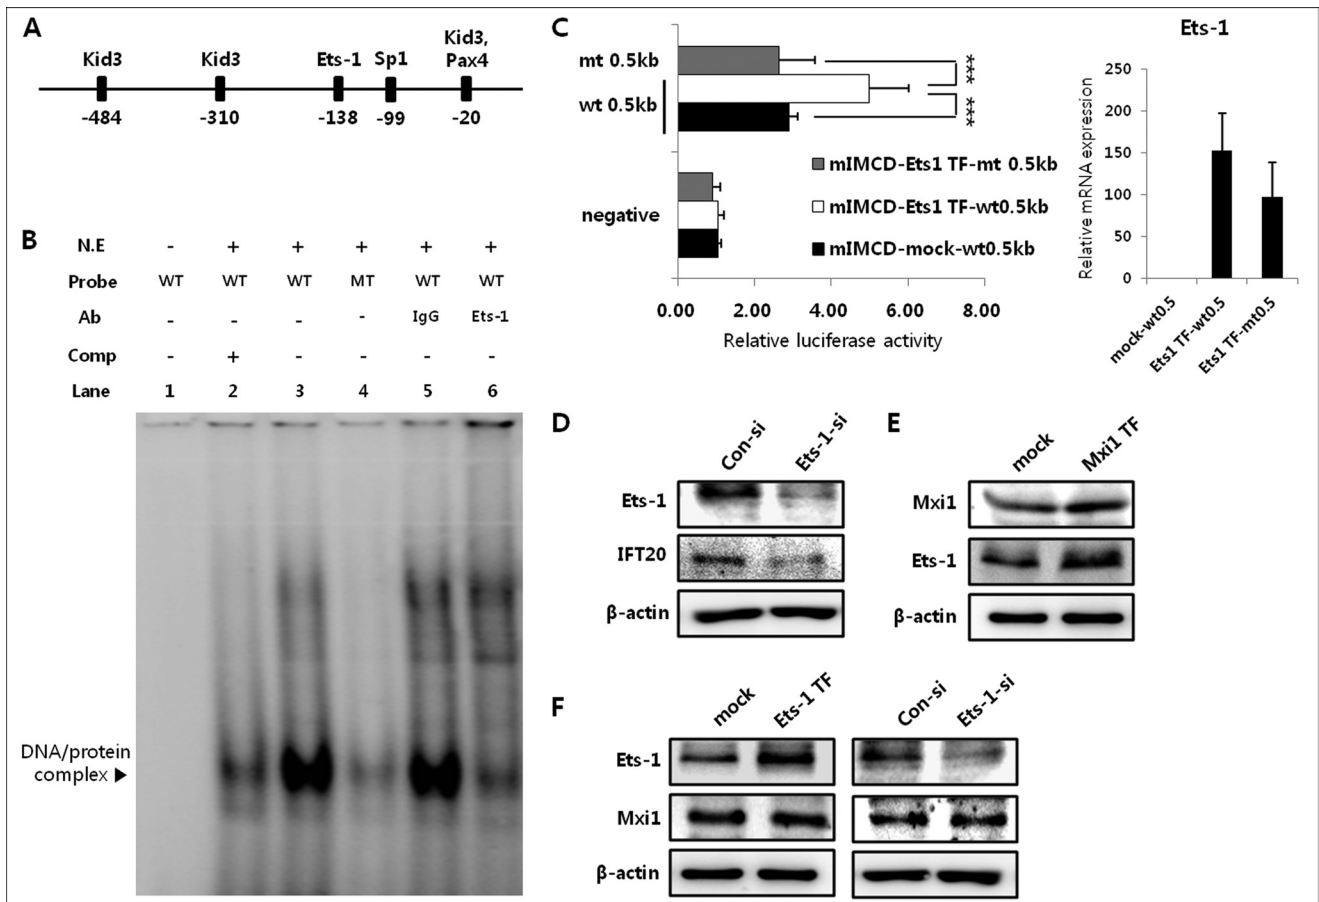 A
Kid3 Kid3 Ets-1 Sp1 Kid3,
Pax4
-484 -310 -138 -99 -20
B
N.E - + + + + +
Probe WT WT WT MT WT WT
Ab - - - - IgG Ets-1
Comp - + - - - -
Lane 1 2 3 4 5 6
DNA/protein
complex ▶
C
mt 0.5kb
wt 0.5kb
negative
***
***
mIMCD-Ets1 TF-mt 0.5kb
mIMCD-Ets1 TF-wt0.5kb
mIMCD-mock-wt0.5kb
0.00 2.00 4.00 6.00 8.00
Relative luciferase activity
Ets-1
Relative mRNA expression
250
200
150
100
50
0
mock-wt0.5
Ets1 TF-wt0.5
Ets1 TF-mt0.5
D
Con-si Ets-1-si
Ets-1
IFT20
β-actin
E
mock Mxi1 TF
Mxi1
Ets-1
β-actin
F
mock Ets-1 TF Con-si Ets-1-si
Ets-1
Mxi1
β-actin